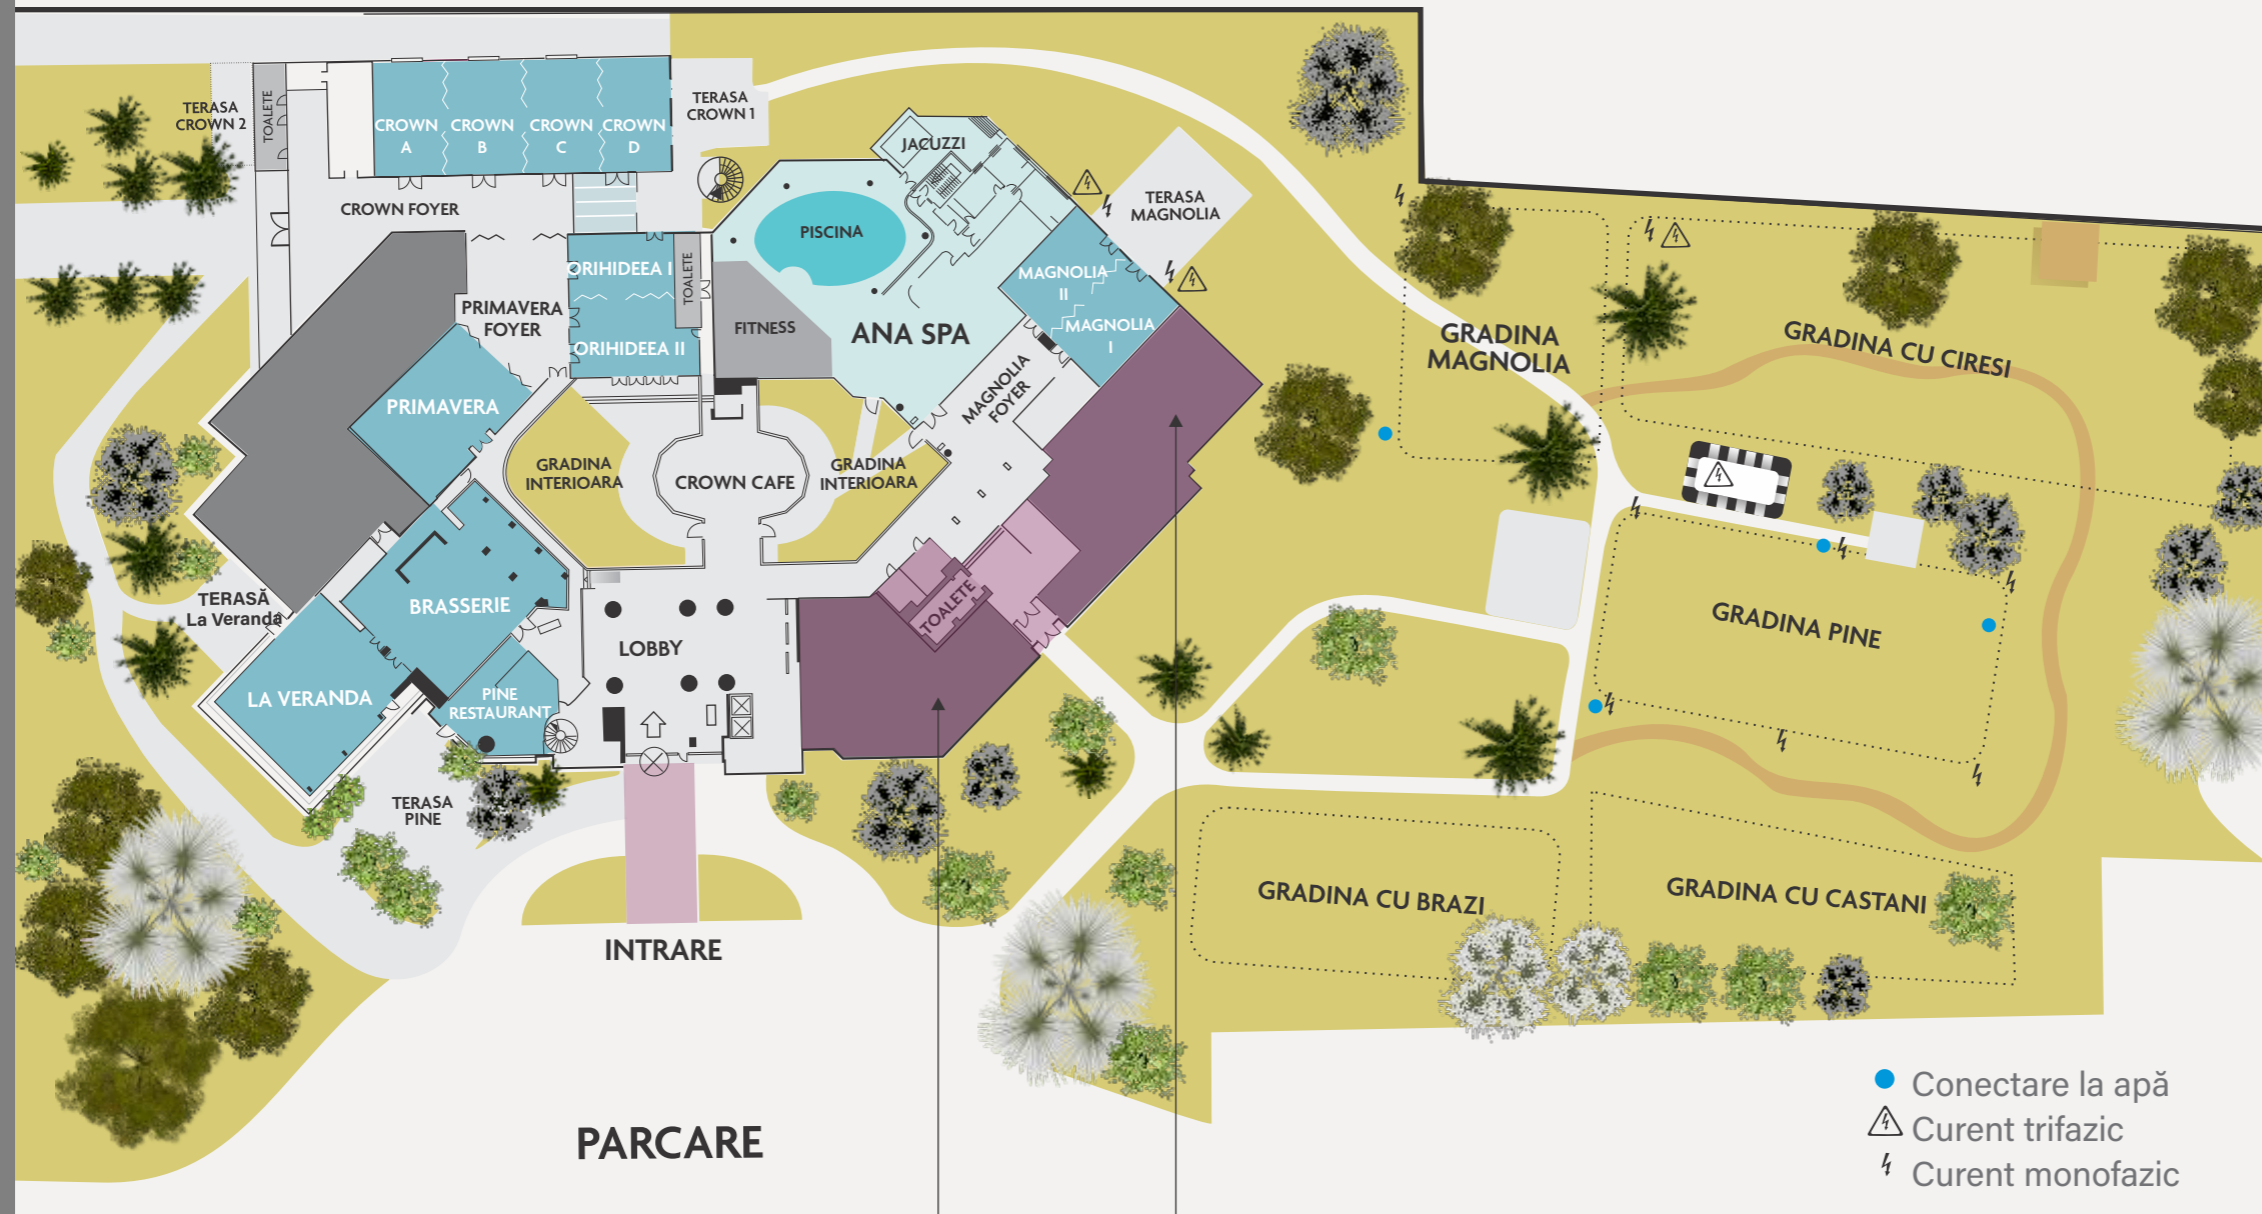 TERASA
CROWN 2
TOALETE
CROWN
A
CROWN
B
CROWN
C
CROWN
D
TERASA
CROWN 1
JACUZZI
CROWN FOYER
PISCINA
TERASA
MAGNOLIA
ORIHIDEEA I
TOALETE
MAGNOLIA
II
MAGNOLIA
I
PRIMAVERA
FOYER
ORIHIDEEA II
FITNESS
ANA SPA
MAGNOLIA
FOYER
GRADINA
MAGNOLIA
GRADINA CU CIRESI
PRIMAVERA
GRADINA
INTERIOARA
CROWN CAFE
GRADINA
INTERIOARA
TERASĂ
La Veranda
BRASSERIE
TOALETE
GRADINA PINE
LOBBY
LA VERANDA
PINE
RESTAURANT
TERASA
PINE
GRADINA CU BRAZI
GRADINA CU CASTANI
INTRARE
PARCARE
Conectare la apă
Curent trifazic
Curent monofazic